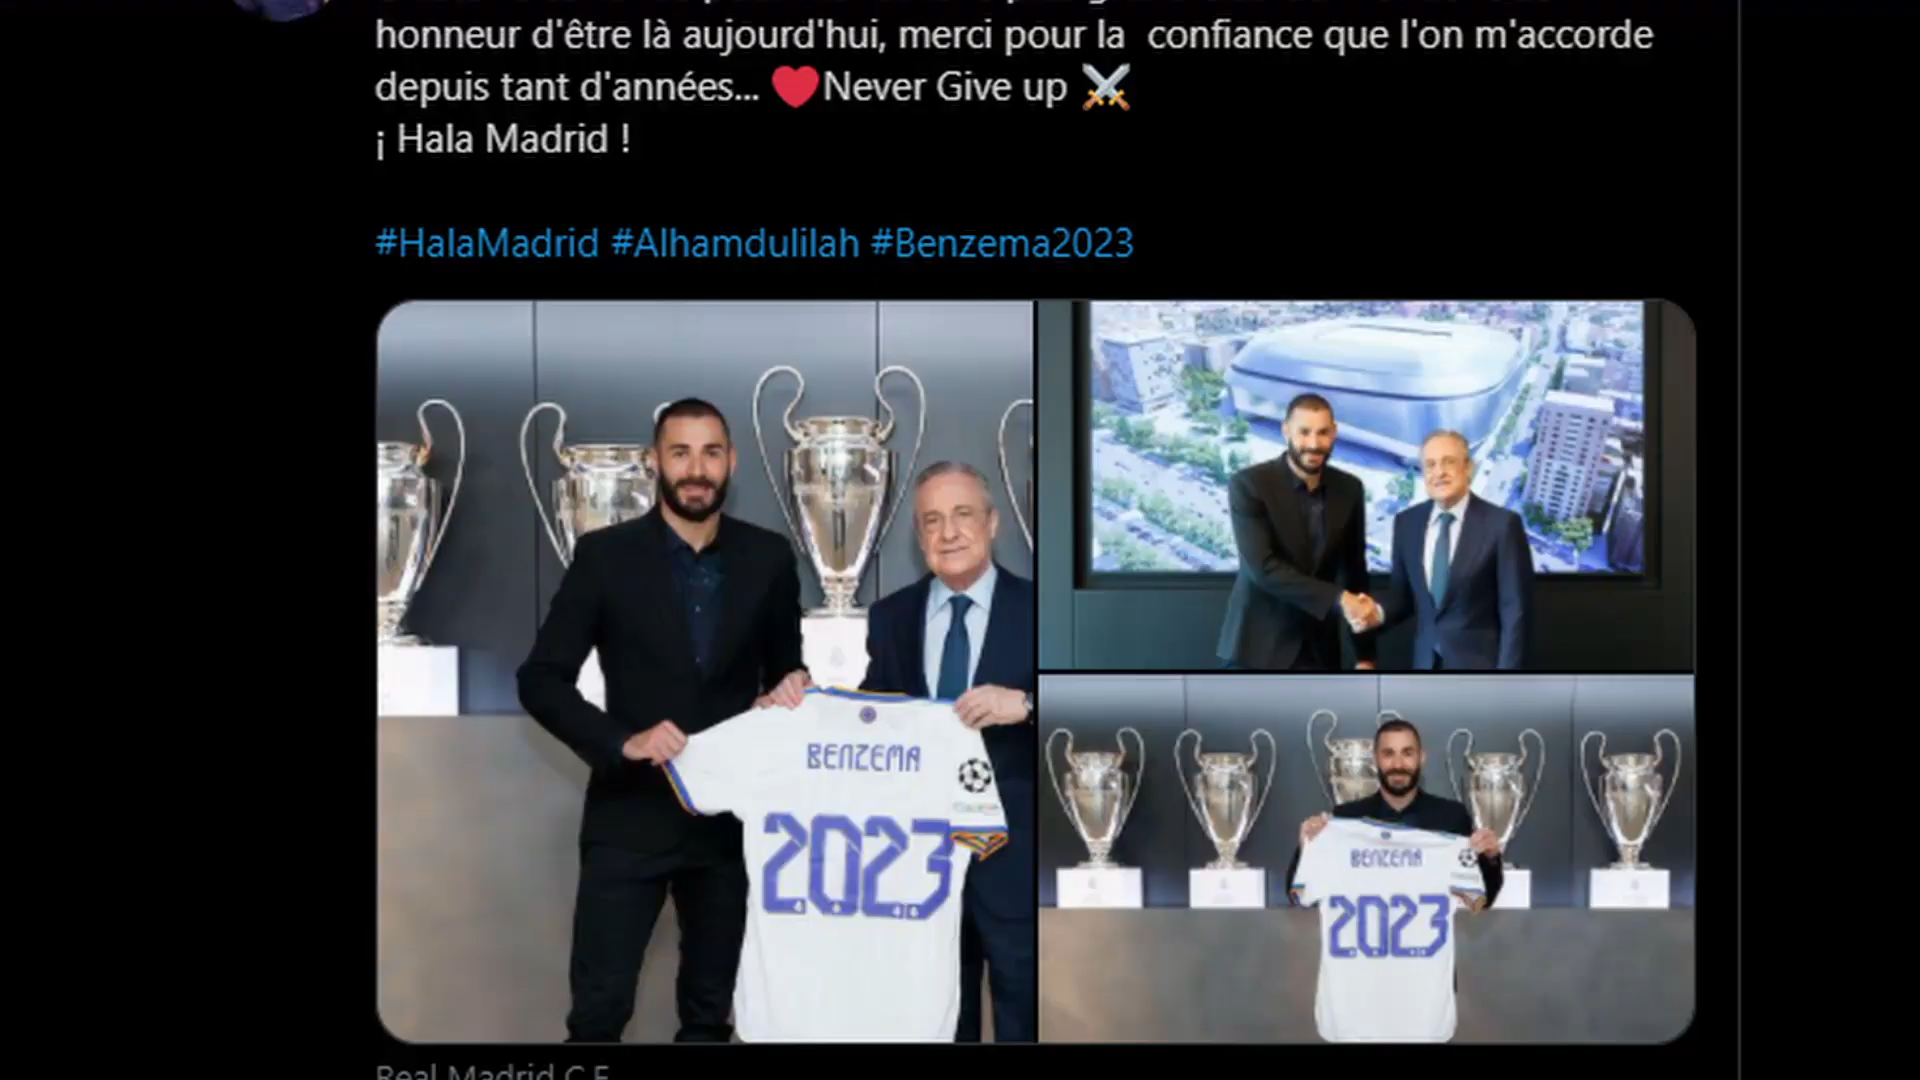 honneur d'être là aujourd'hui, merci pour la confiance que l'on m'accorde
depuis tant d'années... ❤️Never Give up ⚔️
¡ Hala Madrid !
#HalaMadrid #Alhamdulilah #Benzema2023
BENZEMA
2023
BENZEMA
2023
Real Madrid C.F.